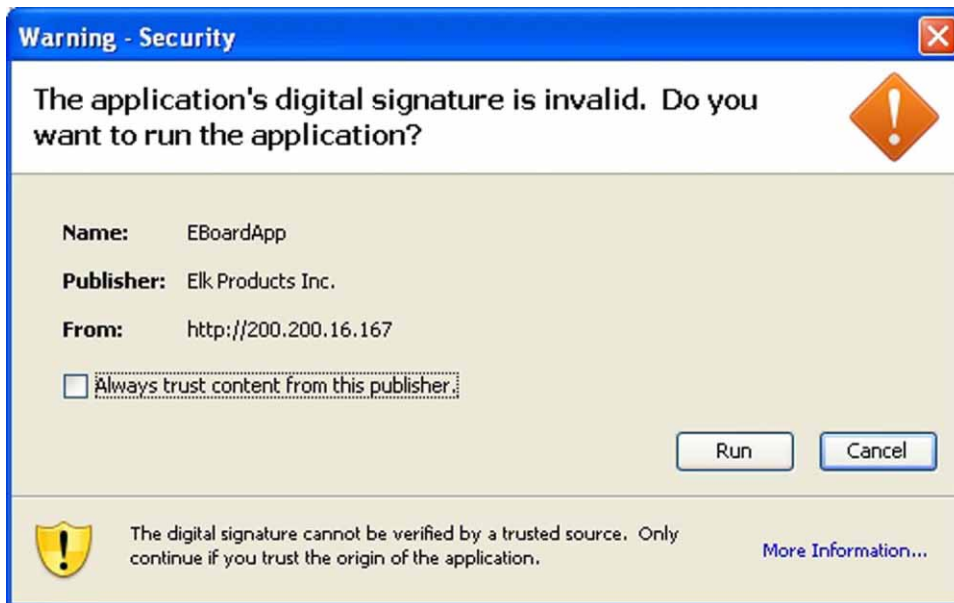 Warning - Security
The application's digital signature is invalid. Do you
want to run the application?
Name: EBoardApp
Publisher: Elk Products Inc.
From: http://200.200.16.167
Always trust content from this publisher.
Run Cancel
The digital signature cannot be verified by a trusted source. Only
continue if you trust the origin of the application.
More Information...